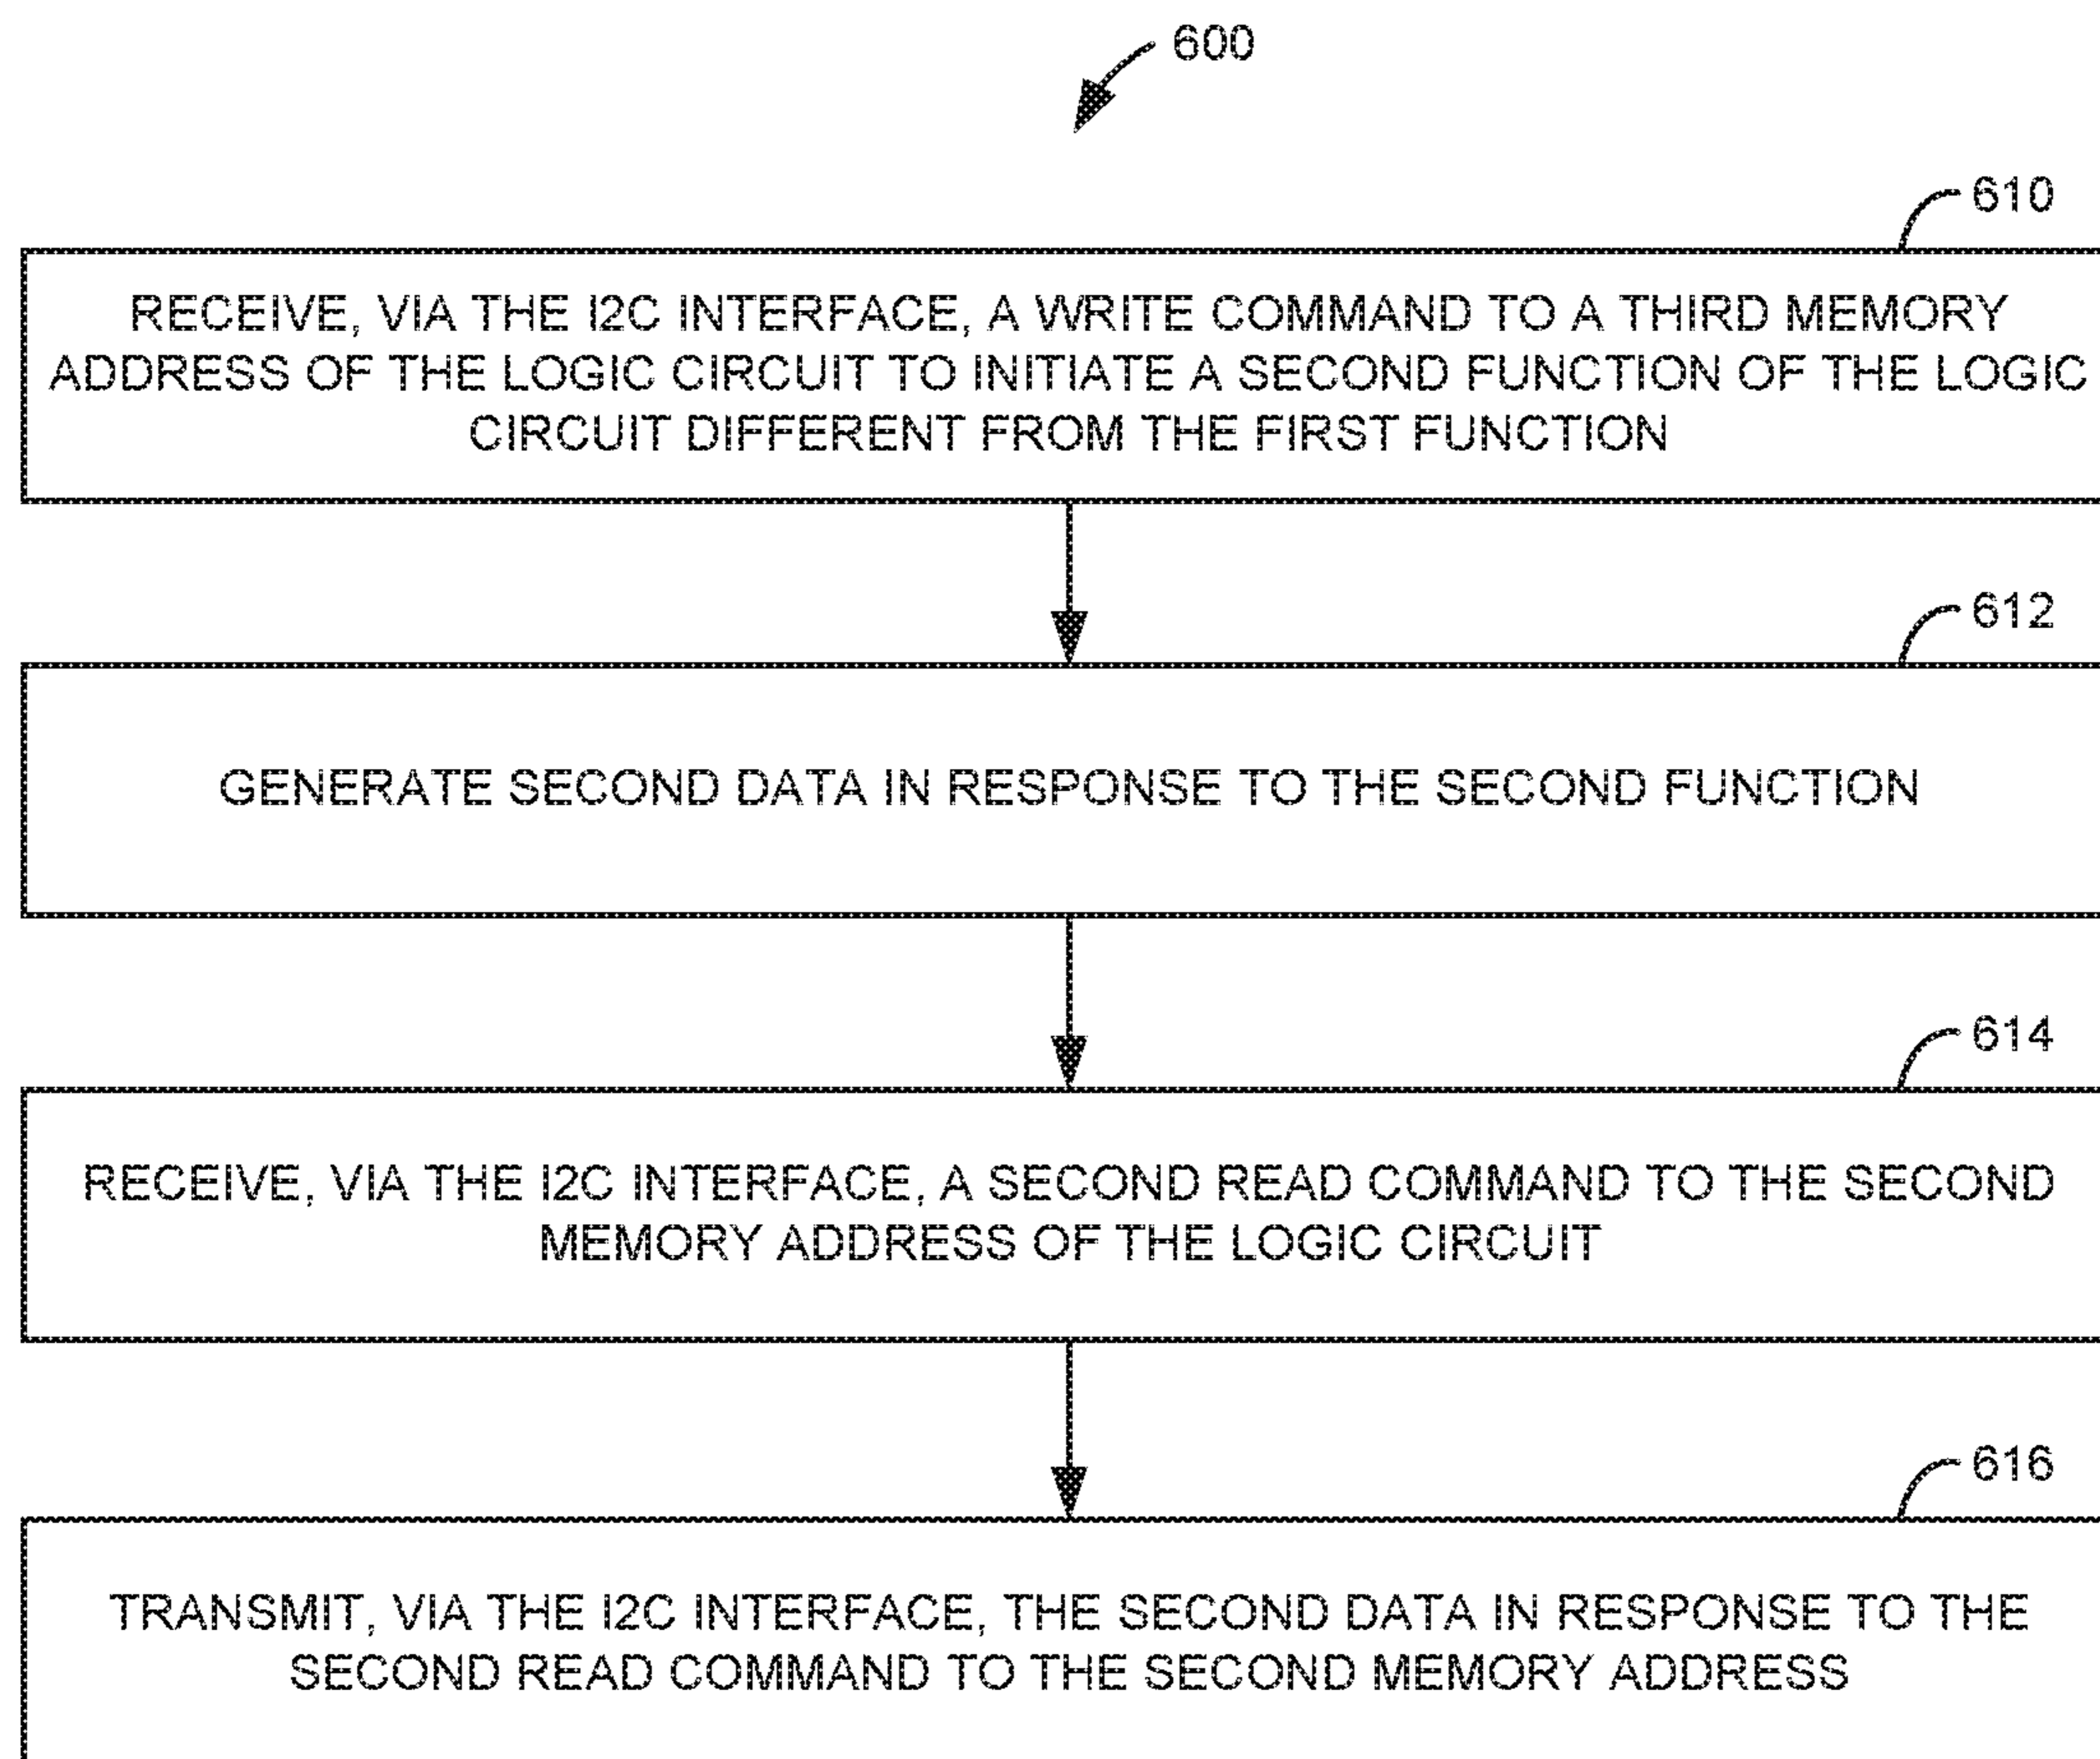 600
610
RECEIVE, VIA THE I2C INTERFACE, A WRITE COMMAND TO A THIRD MEMORY
ADDRESS OF THE LOGIC CIRCUIT TO INITIATE A SECOND FUNCTION OF THE LOGIC
CIRCUIT DIFFERENT FROM THE FIRST FUNCTION
612
GENERATE SECOND DATA IN RESPONSE TO THE SECOND FUNCTION
614
RECEIVE, VIA THE I2C INTERFACE, A SECOND READ COMMAND TO THE SECOND
MEMORY ADDRESS OF THE LOGIC CIRCUIT
616
TRANSMIT, VIA THE I2C INTERFACE, THE SECOND DATA IN RESPONSE TO THE
SECOND READ COMMAND TO THE SECOND MEMORY ADDRESS